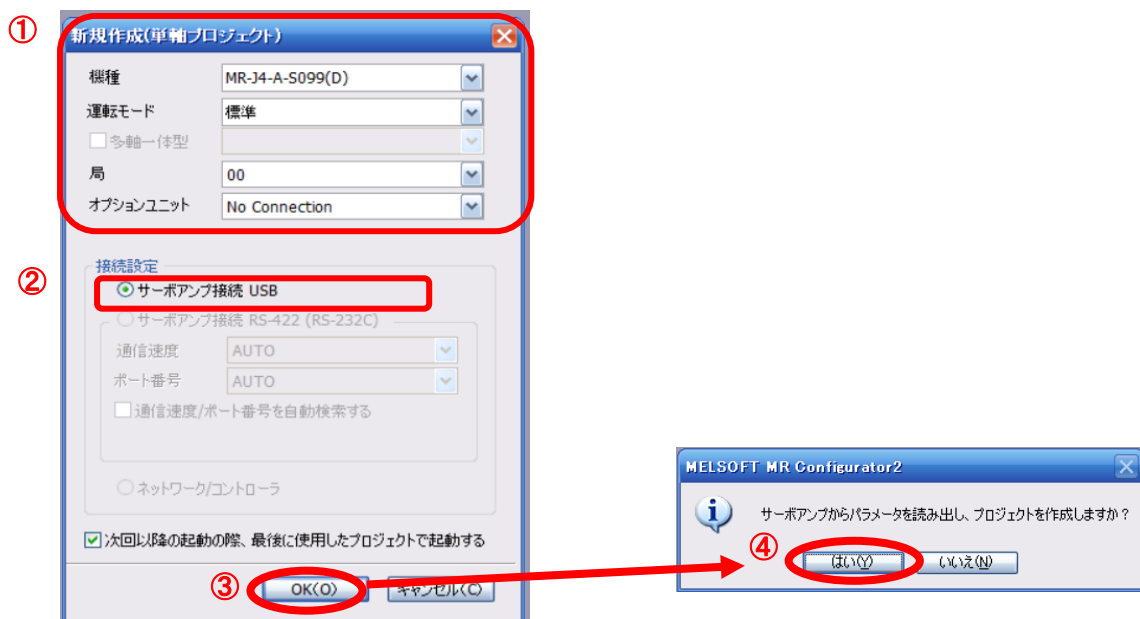 ①
新規作成(単軸プロジェクト)
機種 MR-J4-A-S099(D)
運転モード 標準
多軸一体型
局 00
オプションユニット No Connection
②
接続設定
サーボアンプ接続 USB
サーボアンプ接続 RS-422 (RS-232C)
通信速度 AUTO
ポート番号 AUTO
通信速度/ポート番号を自動検索する
ネットワーク/コントローラ
次回以降の起動の際、最後に使用したプロジェクトで起動する
③
OK(O) キャンセル(C)
MELSOFT MR Configurator2
サーボアンプからパラメータを読み出し、プロジェクトを作成しますか?
④
はい(Y) いいえ(N)